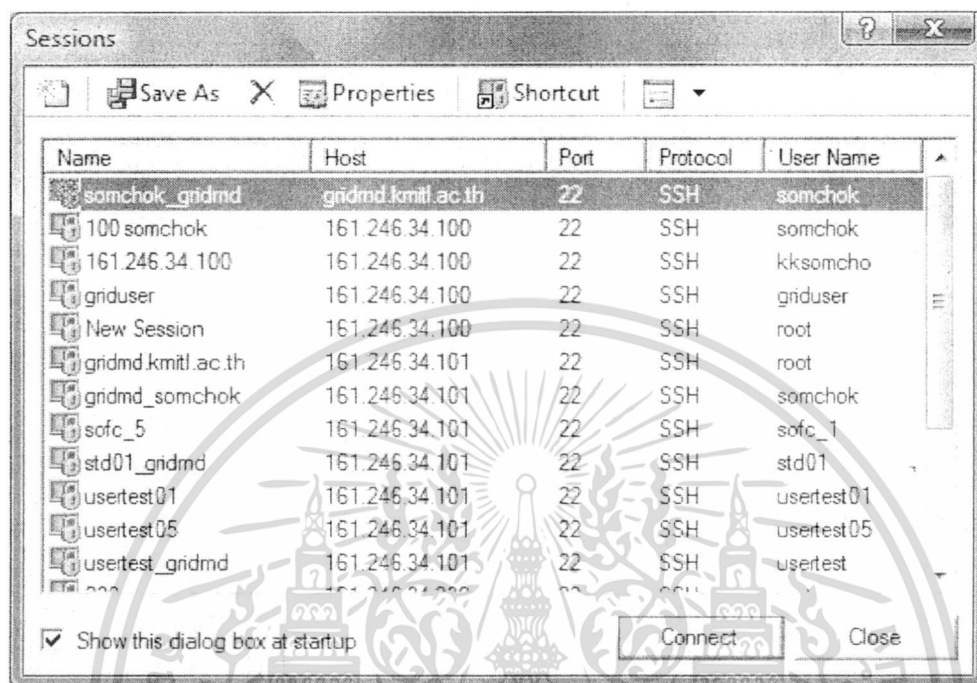 Sessions
Save As Properties Shortcut
Name Host Port Protocol User Name
somchok_gridmd gridmd.kmitl.ac.th 22 SSH somchok
100 somchok 161.246.34.100 22 SSH somchok
161.246.34.100 161.246.34.100 22 SSH kksomcho
griduser 161.246.34.100 22 SSH griduser
New Session 161.246.34.100 22 SSH root
gridmd.kmitl.ac.th 161.246.34.101 22 SSH root
gridmd_somchok 161.246.34.101 22 SSH somchok
sofc_5 161.246.34.101 22 SSH sofc_1
std01_gridmd 161.246.34.101 22 SSH std01
usertest01 161.246.34.101 22 SSH usertest01
usertest05 161.246.34.101 22 SSH usertest05
usertest_gridmd 161.246.34.101 22 SSH usertest
Show this dialog box at startup Connect Close